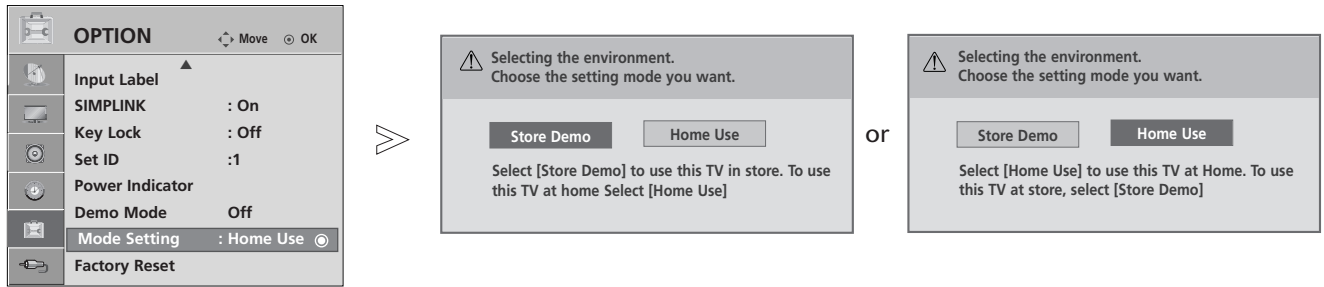 OPTION
Move
OK
Input Label
SIMPLINK : On
Key Lock : Off
Set ID :1
Power Indicator
Demo Mode Off
Mode Setting : Home Use
Factory Reset
Selecting the environment.
Choose the setting mode you want.
Store Demo
Home Use
Select [Store Demo] to use this TV in store. To use
this TV at home Select [Home Use]
or
Selecting the environment.
Choose the setting mode you want.
Store Demo
Home Use
Select [Home Use] to use this TV at Home. To use
this TV at store, select [Store Demo]